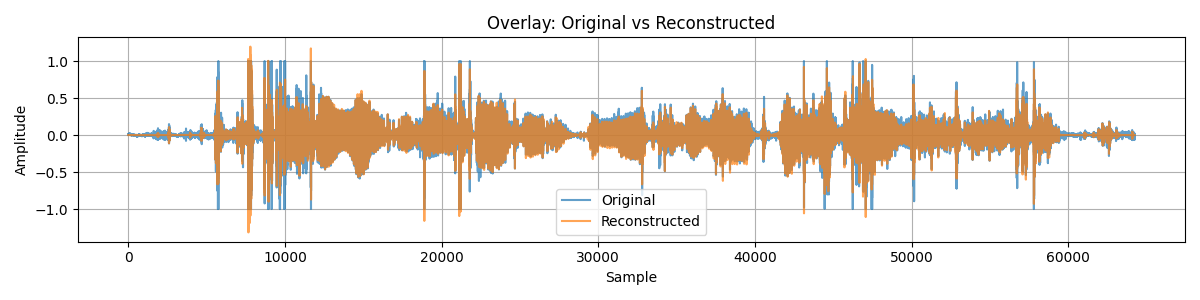 Overlay: Original vs Reconstructed
Amplitude
1.0
0.5
0.0
−0.5
−1.0
Original
Reconstructed
0 10000 20000 30000 40000 50000 60000
Sample